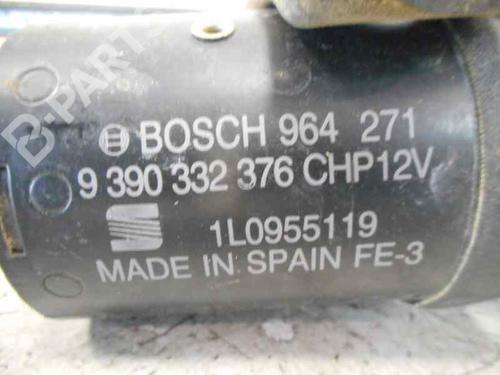 B-PARTS
BOSCH 964 271
9 390 332 376 CHP12V
1L0955119
MADE IN SPAIN FE-3